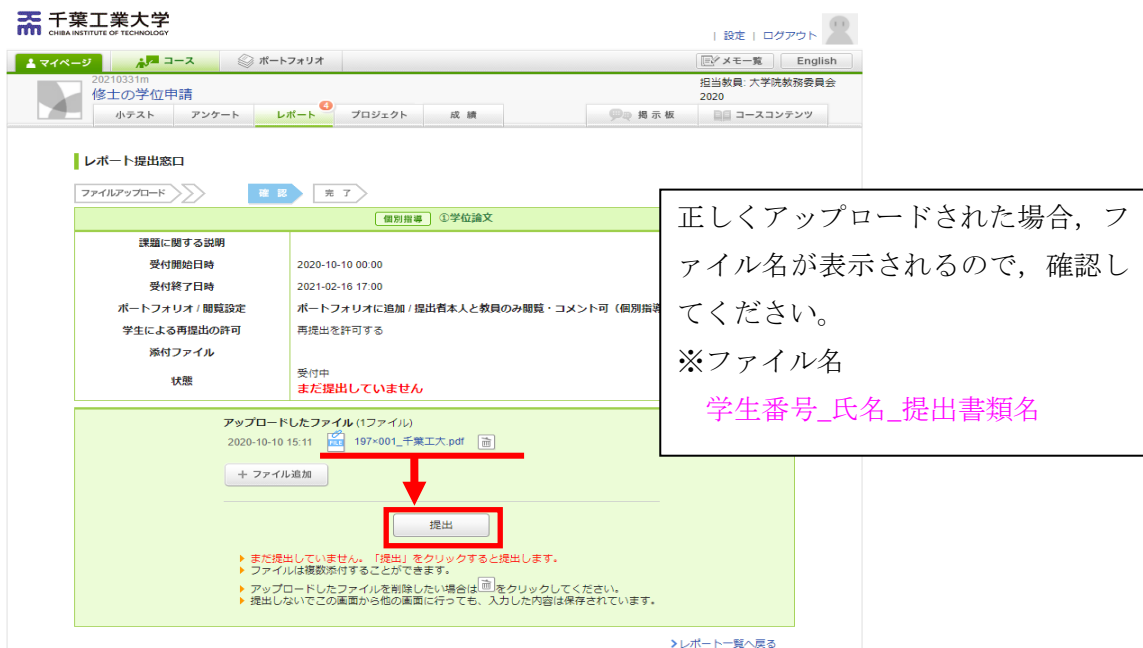 千葉工業大学
CHIBA INSTITUTE OF TECHNOLOGY
| 設定 | ログアウト
マイページ コース ポートフォリオ メモ一覧 English
20210331m
修士の学位申請
担当教員: 大学院教務委員会
2020
小テスト アンケート レポート 4 プロジェクト 成 績 掲 示 板 コースコンテンツ
レポート提出窓口
ファイルアップロード 確 認 完 了
個別指導 ①学位論文
課題に関する説明
受付開始日時 2020-10-10 00:00
受付終了日時 2021-02-16 17:00
ポートフォリオ / 閲覧設定 ポートフォリオに追加 / 提出者本人と教員のみ閲覧・コメント可（個別指導
学生による再提出の許可 再提出を許可する
添付ファイル
状態 受付中
まだ提出していません
正しくアップロードされた場合，フ
ァイル名が表示されるので，確認し
てください。
※ファイル名
学生番号_氏名_提出書類名
アップロードしたファイル (1ファイル)
2020-10-10 15:11 FILE 197×001_千葉工大.pdf
+ ファイル追加
提出
まだ提出していません。「提出」をクリックすると提出します。
ファイルは複数添付することができます。
アップロードしたファイルを削除したい場合は をクリックしてください。
提出しないでこの画面から他の画面に行っても、入力した内容は保存されています。
>レポート一覧へ戻る